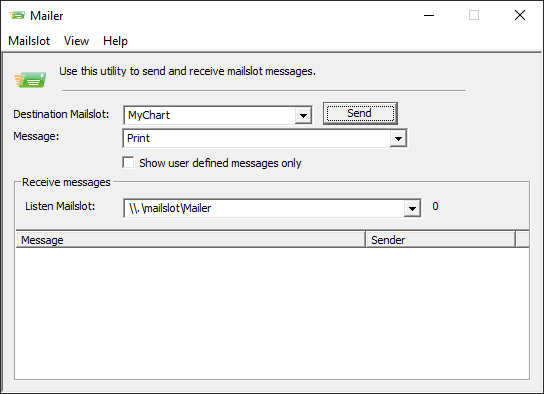 Mailer
Mailslot View Help
Use this utility to send and receive mailslot messages.
Destination Mailslot: MyChart Send
Message: Print
Show user defined messages only
Receive messages
Listen Mailslot: \\.\mailslot\Mailer 0
Message Sender